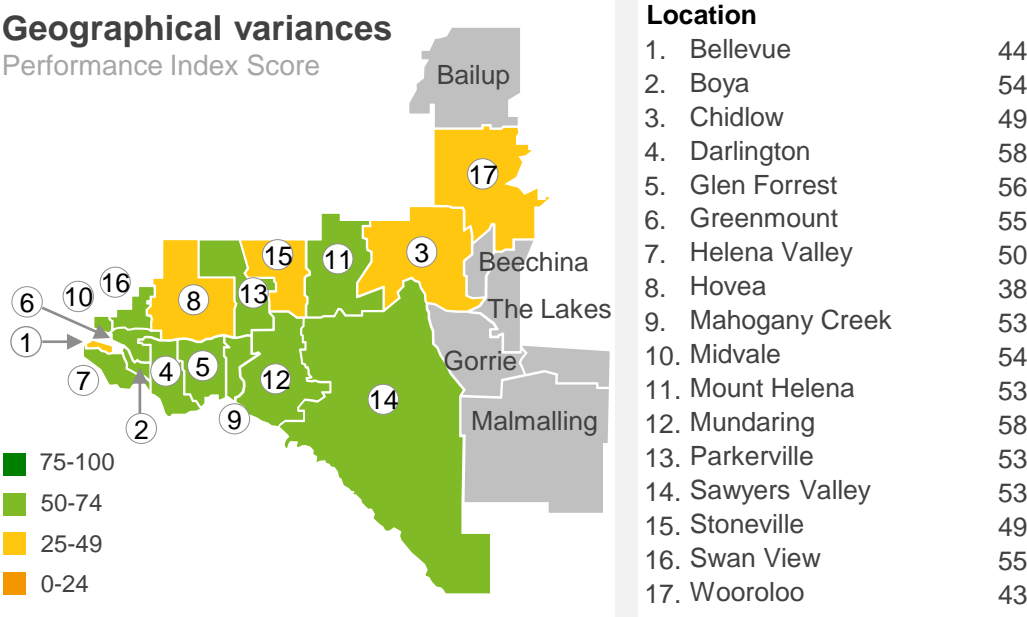 Geographical variances
Performance Index Score
Bailup
17
15
11
3
Beechina
16
10
8
13
6
The Lakes
1
Gorrie
7
4
5
12
14
9
2
Malmalling
75-100
50-74
25-49
0-24
Location
1. Bellevue 44
2. Boya 54
3. Chidlow 49
4. Darlington 58
5. Glen Forrest 56
6. Greenmount 55
7. Helena Valley 50
8. Hovea 38
9. Mahogany Creek 53
10. Midvale 54
11. Mount Helena 53
12. Mundaring 58
13. Parkerville 53
14. Sawyers Valley 53
15. Stoneville 49
16. Swan View 55
17. Wooroloo 43